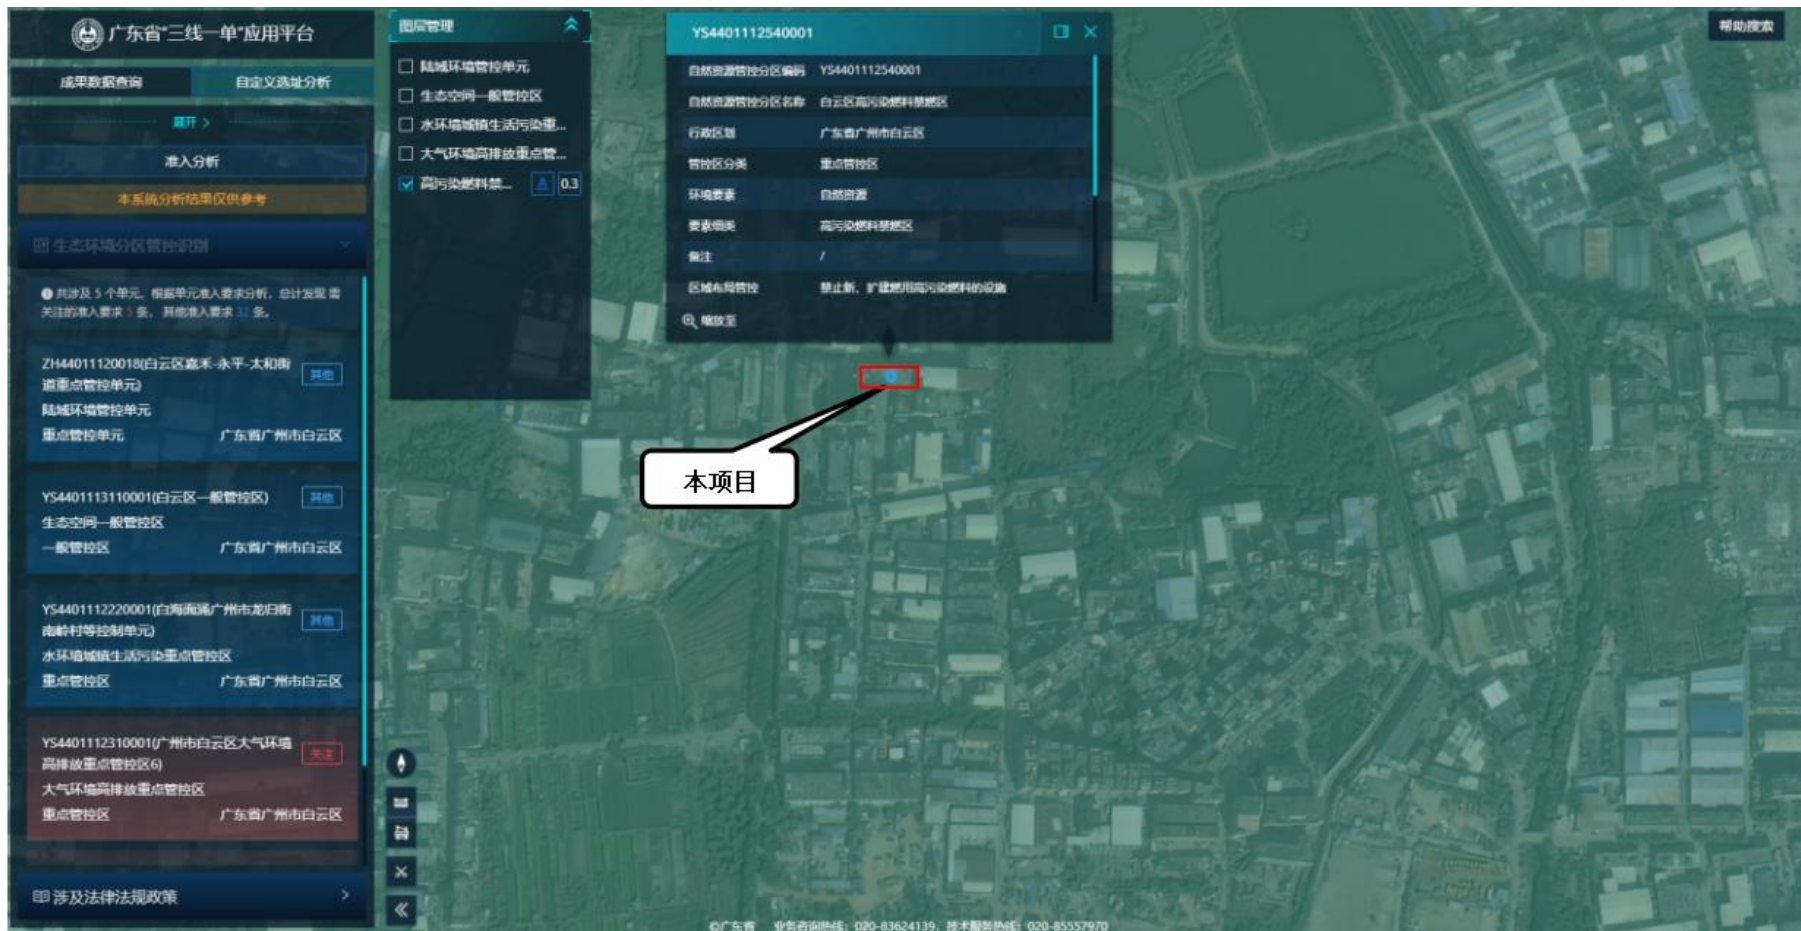 广东省“三线一单”应用平台
成果数据查询
自定义选址分析
展开 >
准入分析
本系统分析结果仅供参考
生态环境分区管控识别
共涉及 5 个单元，根据单元准入要求分析，总计发现 需
关注的准入要求 5 条，其他准入要求 32 条。
ZH44011120018(白云区嘉禾-永平-太和街
道重点管控单元)
其他
陆域环境管控单元
重点管控单元
广东省广州市白云区
YS4401113110001(白云区一般管控区)
其他
生态空间一般管控区
一般管控区
广东省广州市白云区
YS4401112220001(白海面涌广州市龙归街
南岭村等控制单元)
其他
水环境城镇生活污染重点管控区
重点管控区
广东省广州市白云区
YS4401112310001(广州市白云区大气环境
高排放重点管控区6)
关注
大气环境高排放重点管控区
重点管控区
广东省广州市白云区
涉及法律法规政策
图层管理
陆域环境管控单元
生态空间一般管控区
水环境城镇生活污染重...
大气环境高排放重点管...
高污染燃料禁... 0.3
YS4401112540001
自然资源管控分区编码 YS4401112540001
自然资源管控分区名称 白云区高污染燃料禁燃区
行政区划 广东省广州市白云区
管控区分类 重点管控区
环境要素 自然资源
要素细类 高污染燃料禁燃区
备注 /
区域布局管控 禁止新、扩建燃用高污染燃料的设施
缩放至
本项目
帮助搜索
©广东省 业务咨询热线：020-83624139，技术服务热线：020-85557970